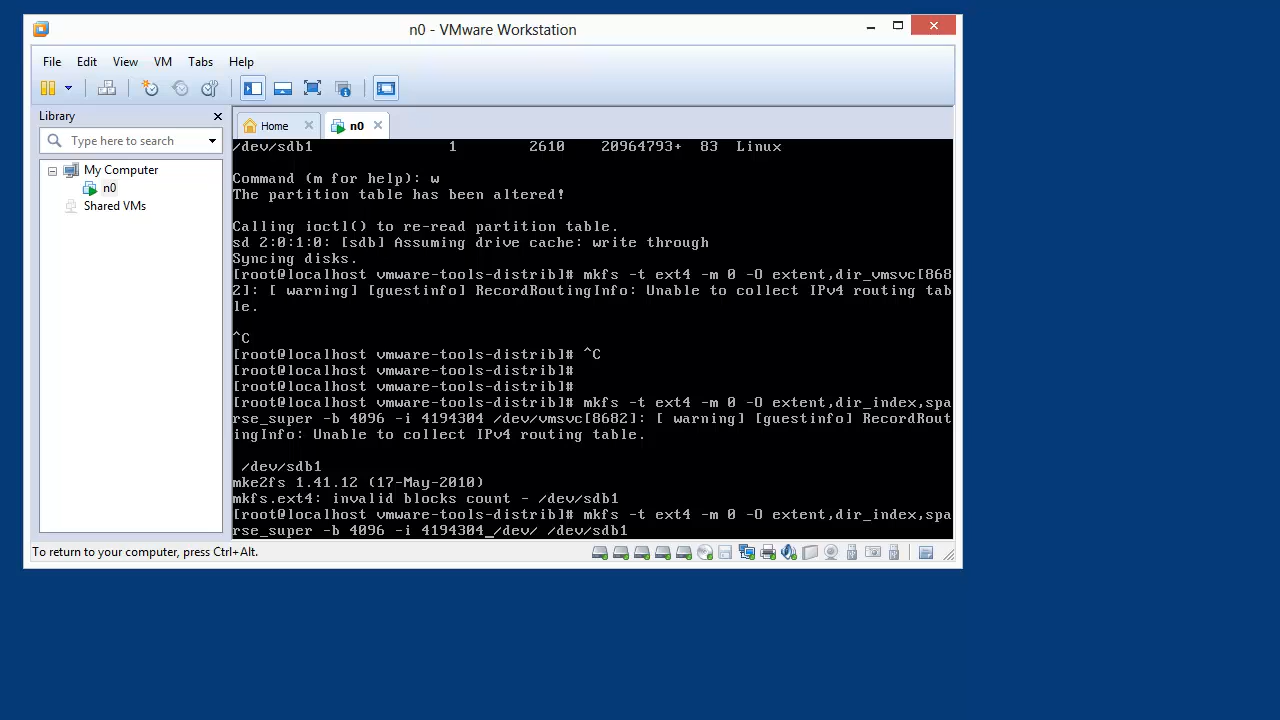 n0 - VMware Workstation
File Edit View VM Tabs Help
Library
Type here to search
My Computer
n0
Shared VMs
Home
n0
/dev/sdb1 1 2610 20964793+ 83 Linux
Command (m for help): w
The partition table has been altered!
Calling ioctl() to re-read partition table.
sd 2:0:1:0: [sdb] Assuming drive cache: write through
Syncing disks.
[root@localhost vmware-tools-distrib]# mkfs -t ext4 -m 0 -O extent,dir_vmsvc[868
2]: [ warning] [guestinfo] RecordRoutingInfo: Unable to collect IPv4 routing tab
le.
^C
[root@localhost vmware-tools-distrib]# ^C
[root@localhost vmware-tools-distrib]#
[root@localhost vmware-tools-distrib]#
[root@localhost vmware-tools-distrib]# mkfs -t ext4 -m 0 -O extent,dir_index,spa
rse_super -b 4096 -i 4194304 /dev/vmsvc[8682]: [ warning] [guestinfo] RecordRout
ingInfo: Unable to collect IPv4 routing table.
/dev/sdb1
mke2fs 1.41.12 (17-May-2010)
mkfs.ext4: invalid blocks count - /dev/sdb1
[root@localhost vmware-tools-distrib]# mkfs -t ext4 -m 0 -O extent,dir_index,spa
rse_super -b 4096 -i 4194304_/dev/ /dev/sdb1
To return to your computer, press Ctrl+Alt.